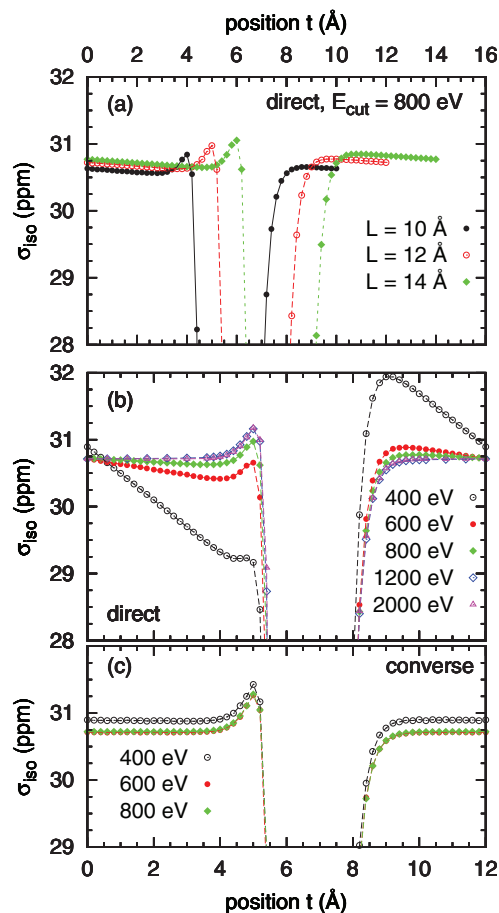 position t (Å)
0 2 4 6 8 10 12 14 16
(a)
direct, E_cut = 800 eV
σ_iso (ppm)
32
31
30
29
28
L = 10 Å
L = 12 Å
L = 14 Å
(b)
σ_iso (ppm)
32
31
30
29
28
400 eV
600 eV
800 eV
1200 eV
2000 eV
direct
(c)
converse
σ_iso (ppm)
31
30
29
400 eV
600 eV
800 eV
0 2 4 6 8 10 12
position t (Å)